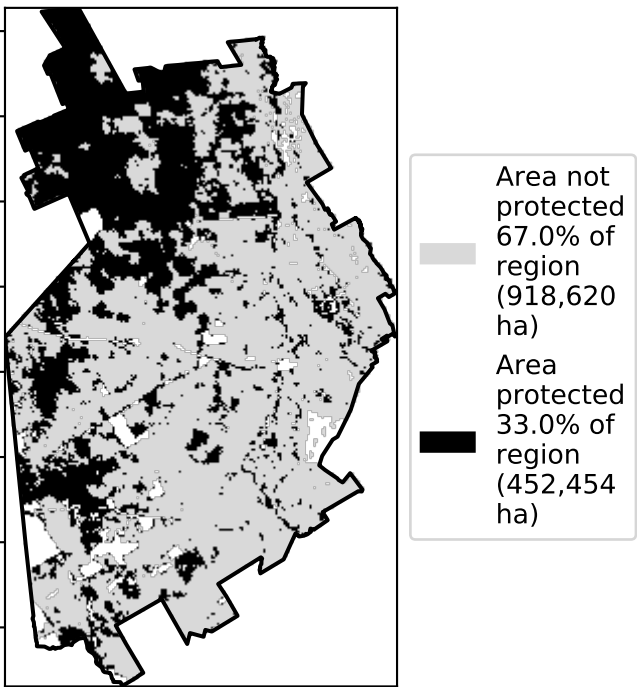 Area not
protected
67.0% of
region
(918,620
ha)
Area
protected
33.0% of
region
(452,454
ha)